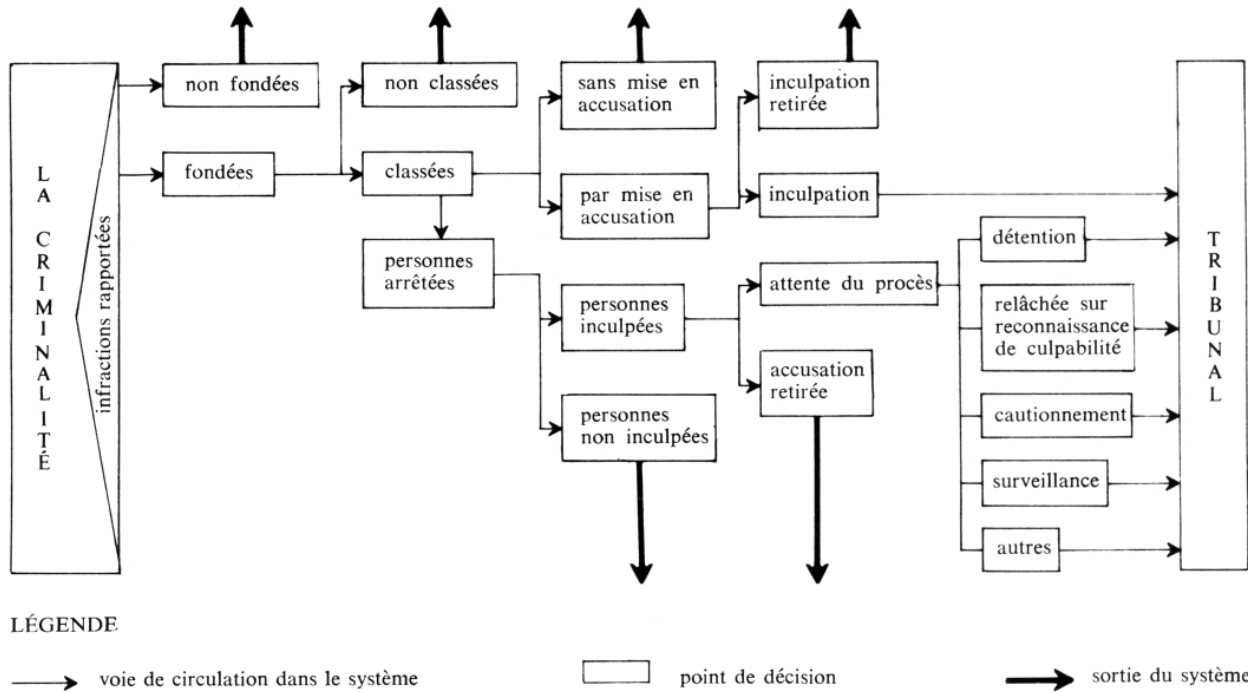 LA CRIMINALITÉ
infractions rapportées
non fondées
fondées
non classées
classées
personnes
arrêtées
sans mise en
accusation
par mise en
accusation
personnes
inculpées
personnes
non inculpées
inculpation
retirée
inculpation
attente du procès
accusation
retirée
détention
relâchée sur
reconnaissance
de culpabilité
cautionnement
surveillance
autres
TRIBUNAL
LÉGENDE
voie de circulation dans le système
point de décision
sortie du système